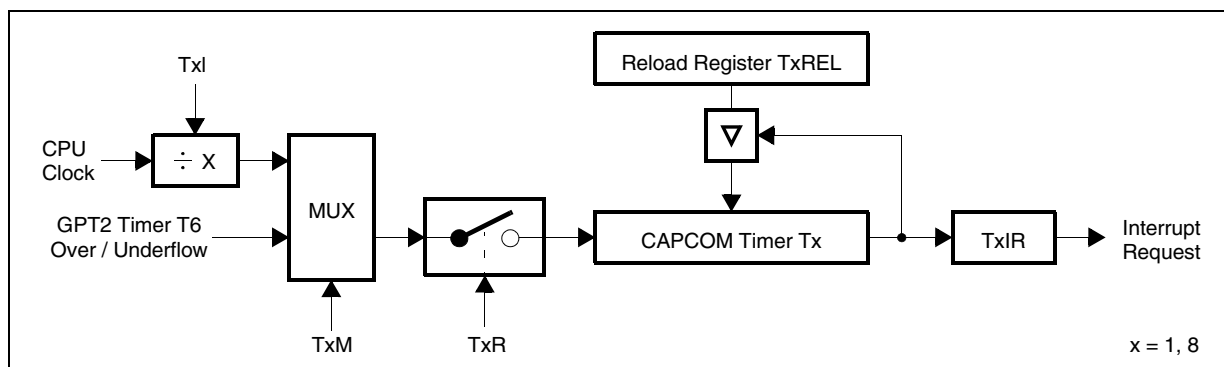 Reload Register TxREL
TxI
CPU
Clock
÷ X
MUX
GPT2 Timer T6
Over / Underflow
CAPCOM Timer Tx
TxIR
Interrupt
Request
TxM
TxR
x = 1, 8